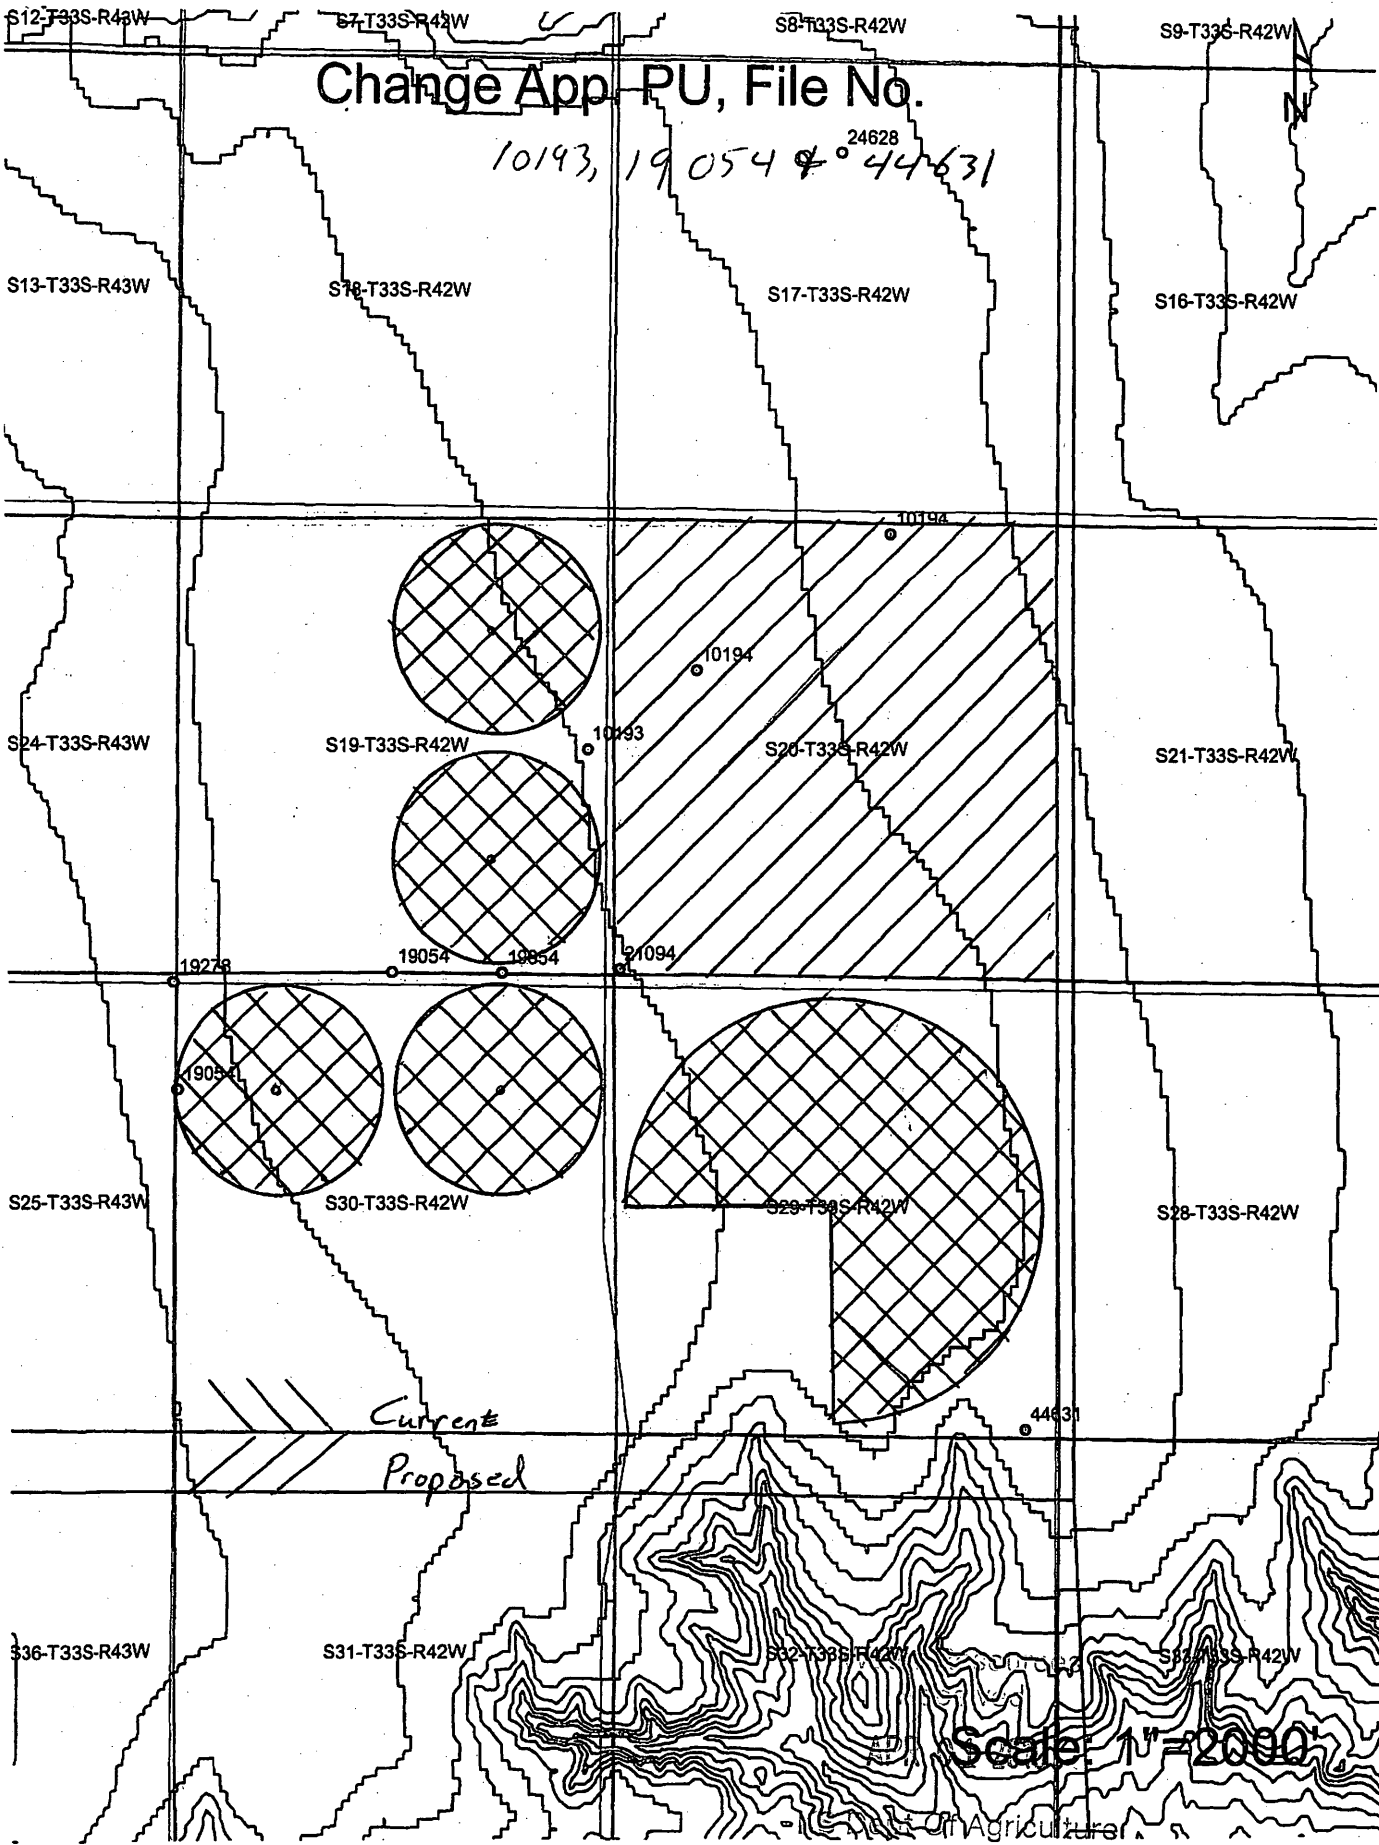 S12-T33S-R43W S7-T33S-R42W S8-T33S-R42W S9-T33S-R42W
Change App PU, File No.
N
24628
10193, 19 054 & 44631
S13-T33S-R43W S18-T33S-R42W S17-T33S-R42W S16-T33S-R42W
10194
10194
10193
S24-T33S-R43W S19-T33S-R42W S20-T33S-R42W S21-T33S-R42W
19278 19054 19054 21094
19054
S25-T33S-R43W S30-T33S-R42W S29-T33S-R42W S28-T33S-R42W
Current
44631
Proposed
S36-T33S-R43W S31-T33S-R42W S32-T33S-R42W S33-T33S-R42W
Scale: 1"=2000'
Dept Of Agriculture